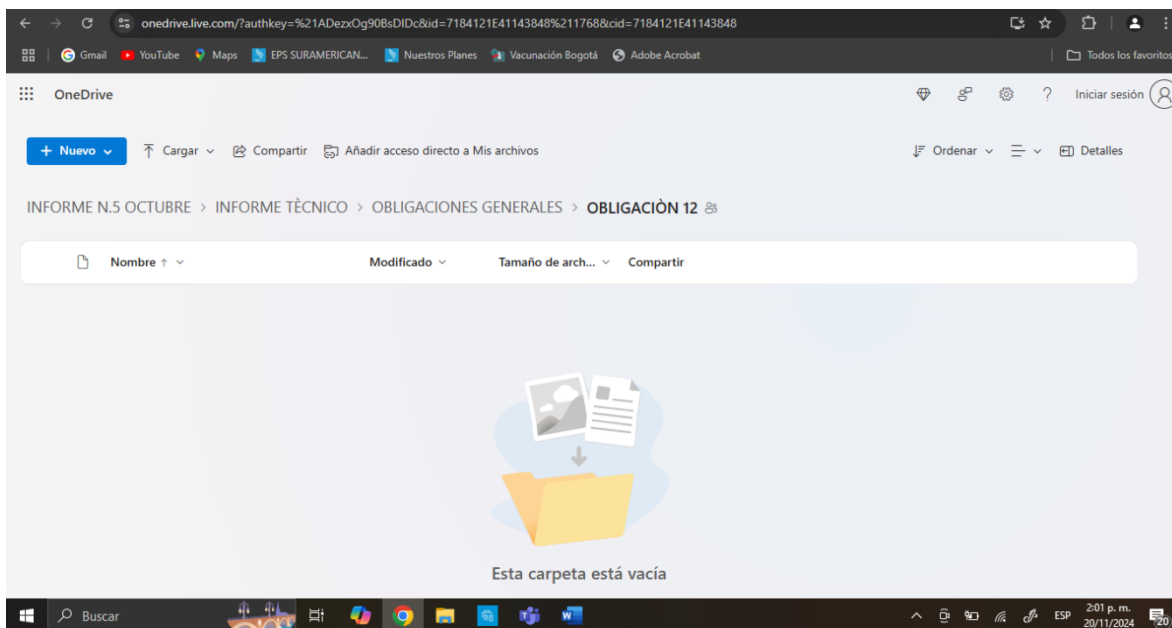 onedrive.live.com/?authkey=%21ADezxOg90BsDIDc&id=7184121E41143848%211768&cid=7184121E41143848
Gmail YouTube Maps EPS SURAMERICAN... Nuestros Planes Vacunación Bogotá Adobe Acrobat Todos los favoritos
OneDrive ? Iniciar sesión
+ Nuevo Cargar Compartir Añadir acceso directo a Mis archivos Ordenar Detalles
INFORME N.5 OCTUBRE > INFORME TÈCNICO > OBLIGACIONES GENERALES > OBLIGACIÒN 12
Nombre ↑ Modificado Tamaño de arch... Compartir
Esta carpeta está vacía
Buscar ESP 2:01 p. m.
20/11/2024 20